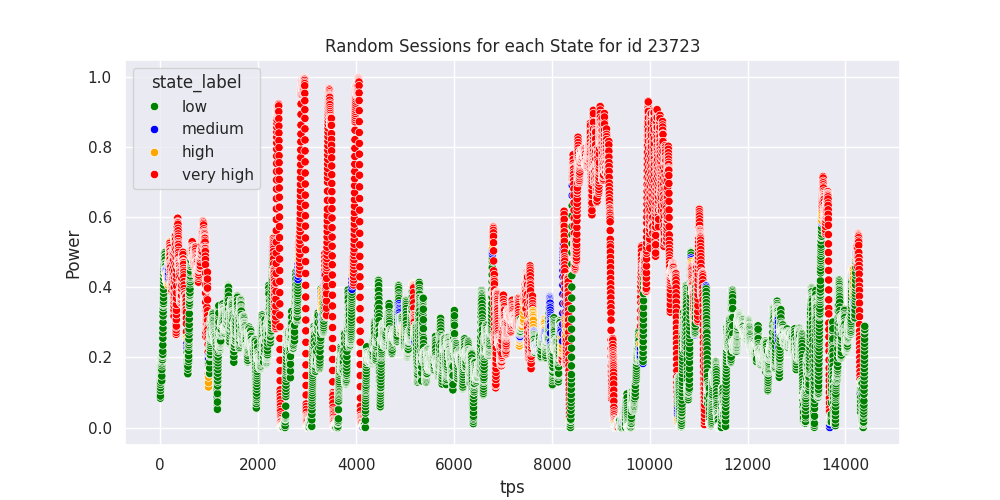 Random Sessions for each State for id 23723
1.0
0.8
0.6
0.4
0.2
0.0
Power
state_label
low
medium
high
very high
0
2000
4000
6000
8000
10000
12000
14000
tps